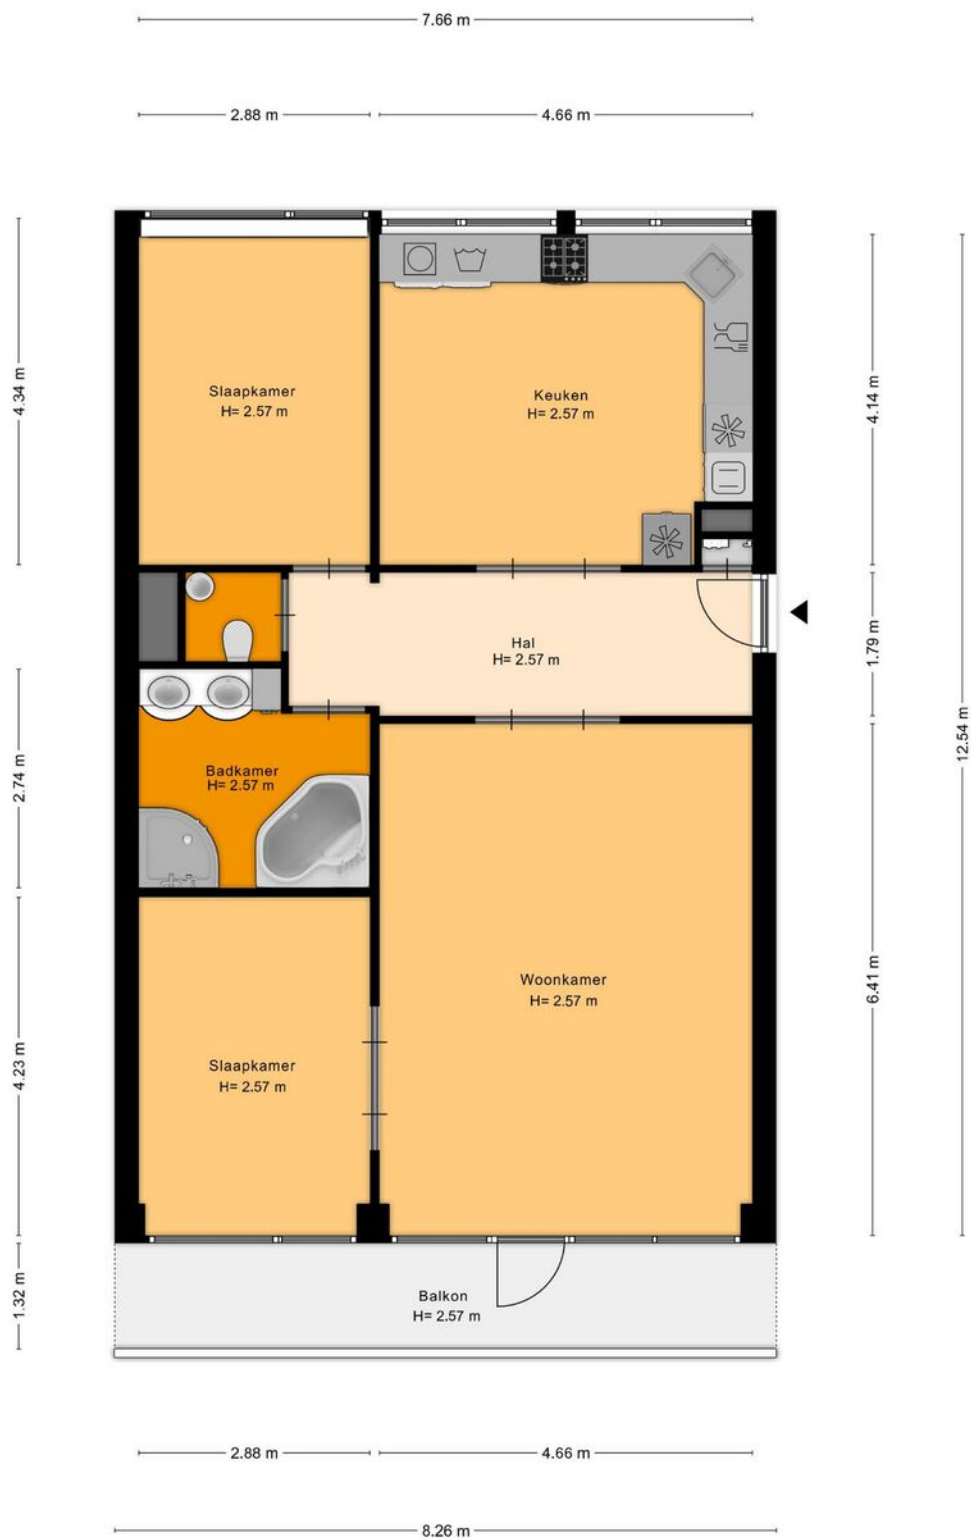 7.66 m
2.88 m
4.66 m
4.34 m
Slaapkamer
H= 2.57 m
Keuken
H= 2.57 m
4.14 m
Hal
H= 2.57 m
1.79 m
12.54 m
2.74 m
Badkamer
H= 2.57 m
Woonkamer
H= 2.57 m
6.41 m
4.23 m
Slaapkamer
H= 2.57 m
1.32 m
Balkon
H= 2.57 m
2.88 m
4.66 m
8.26 m